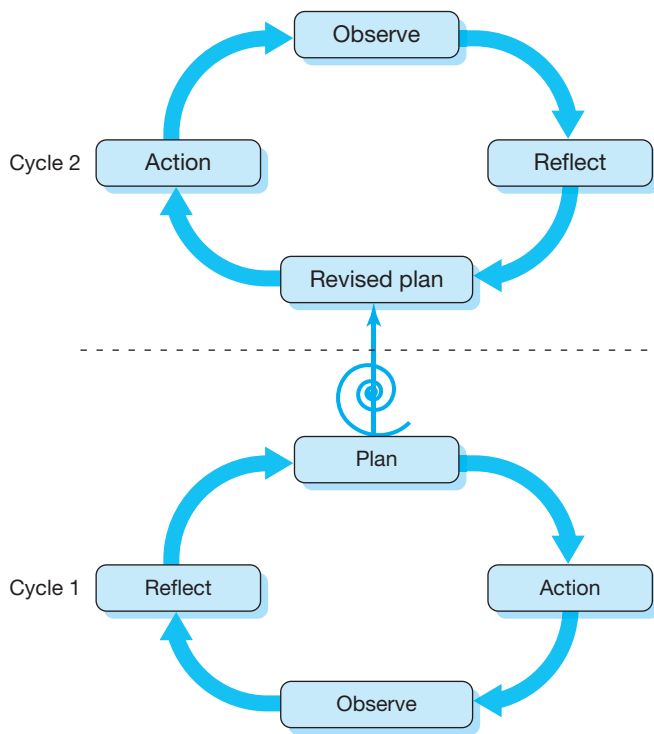 Observe
Cycle 2
Action
Reflect
Revised plan
Plan
Cycle 1
Reflect
Action
Observe